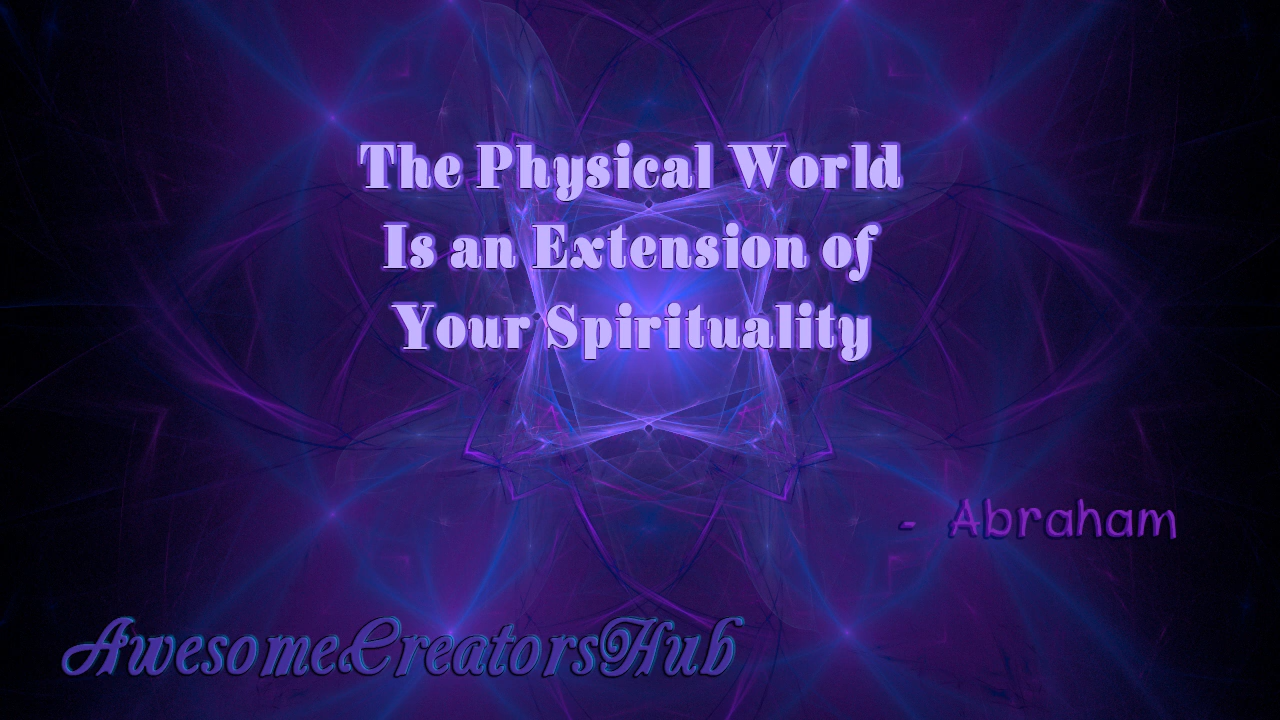 The Physical World
Is an Extension of
Your Spirituality
- Abraham
AwesomeCreatorsHub